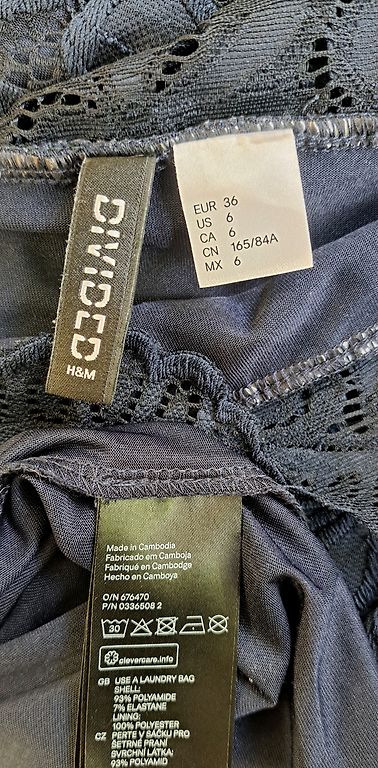 DIVIDED
H&M
EUR 36
US 6
CA 6
CN 165/84A
MX 6
Made in Cambodia
Fabricado em Camboja
Fabriqué en Cambodge
Hecho en Camboya
O/N 676470
P/N 0336508 2
30
clevercare.info
GB USE A LAUNDRY BAG
SHELL:
93% POLYAMIDE
7% ELASTANE
LINING:
100% POLYESTER
CZ PERTE V SÁČKU PRO
ŠETRNÉ PRANÍ
SVRCHNÍ LÁTKA:
93% POLYAMID